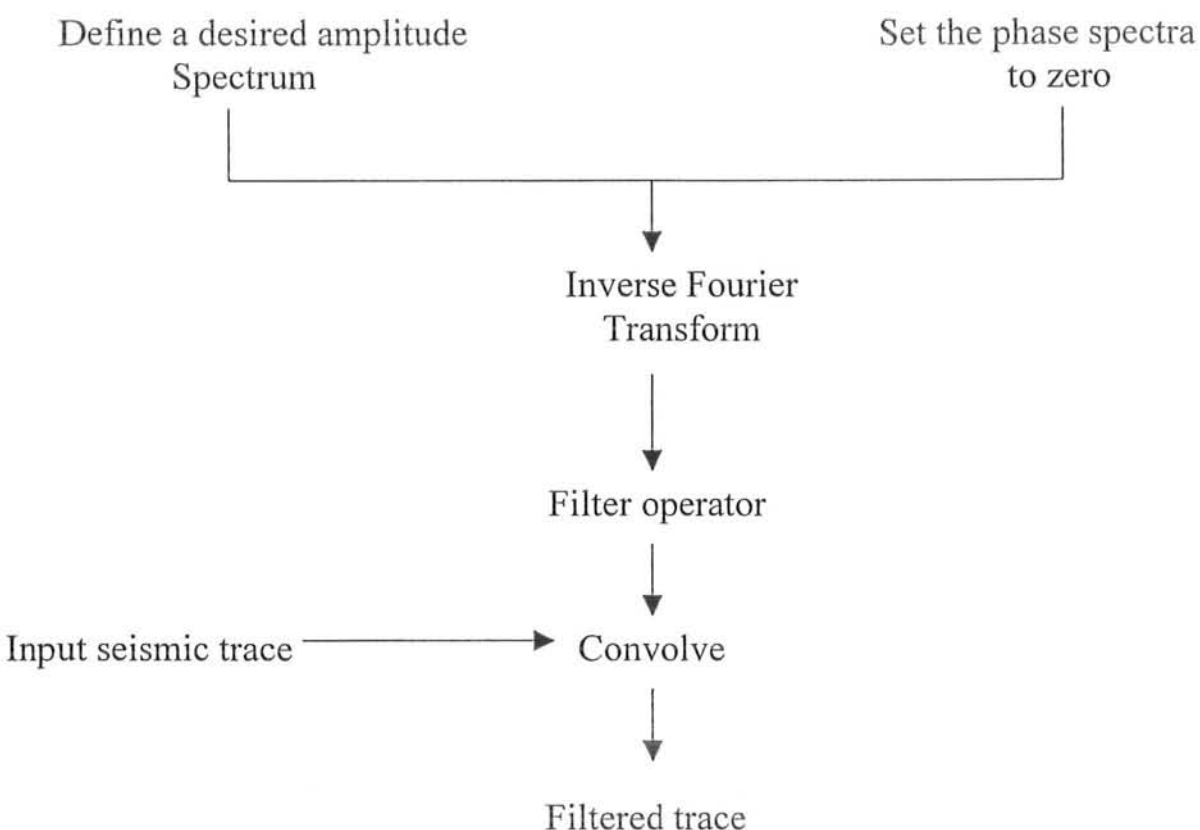 Define a desired amplitude
Spectrum
Set the phase spectra
to zero
Inverse Fourier
Transform
Filter operator
Input seismic trace
Convolve
Filtered trace